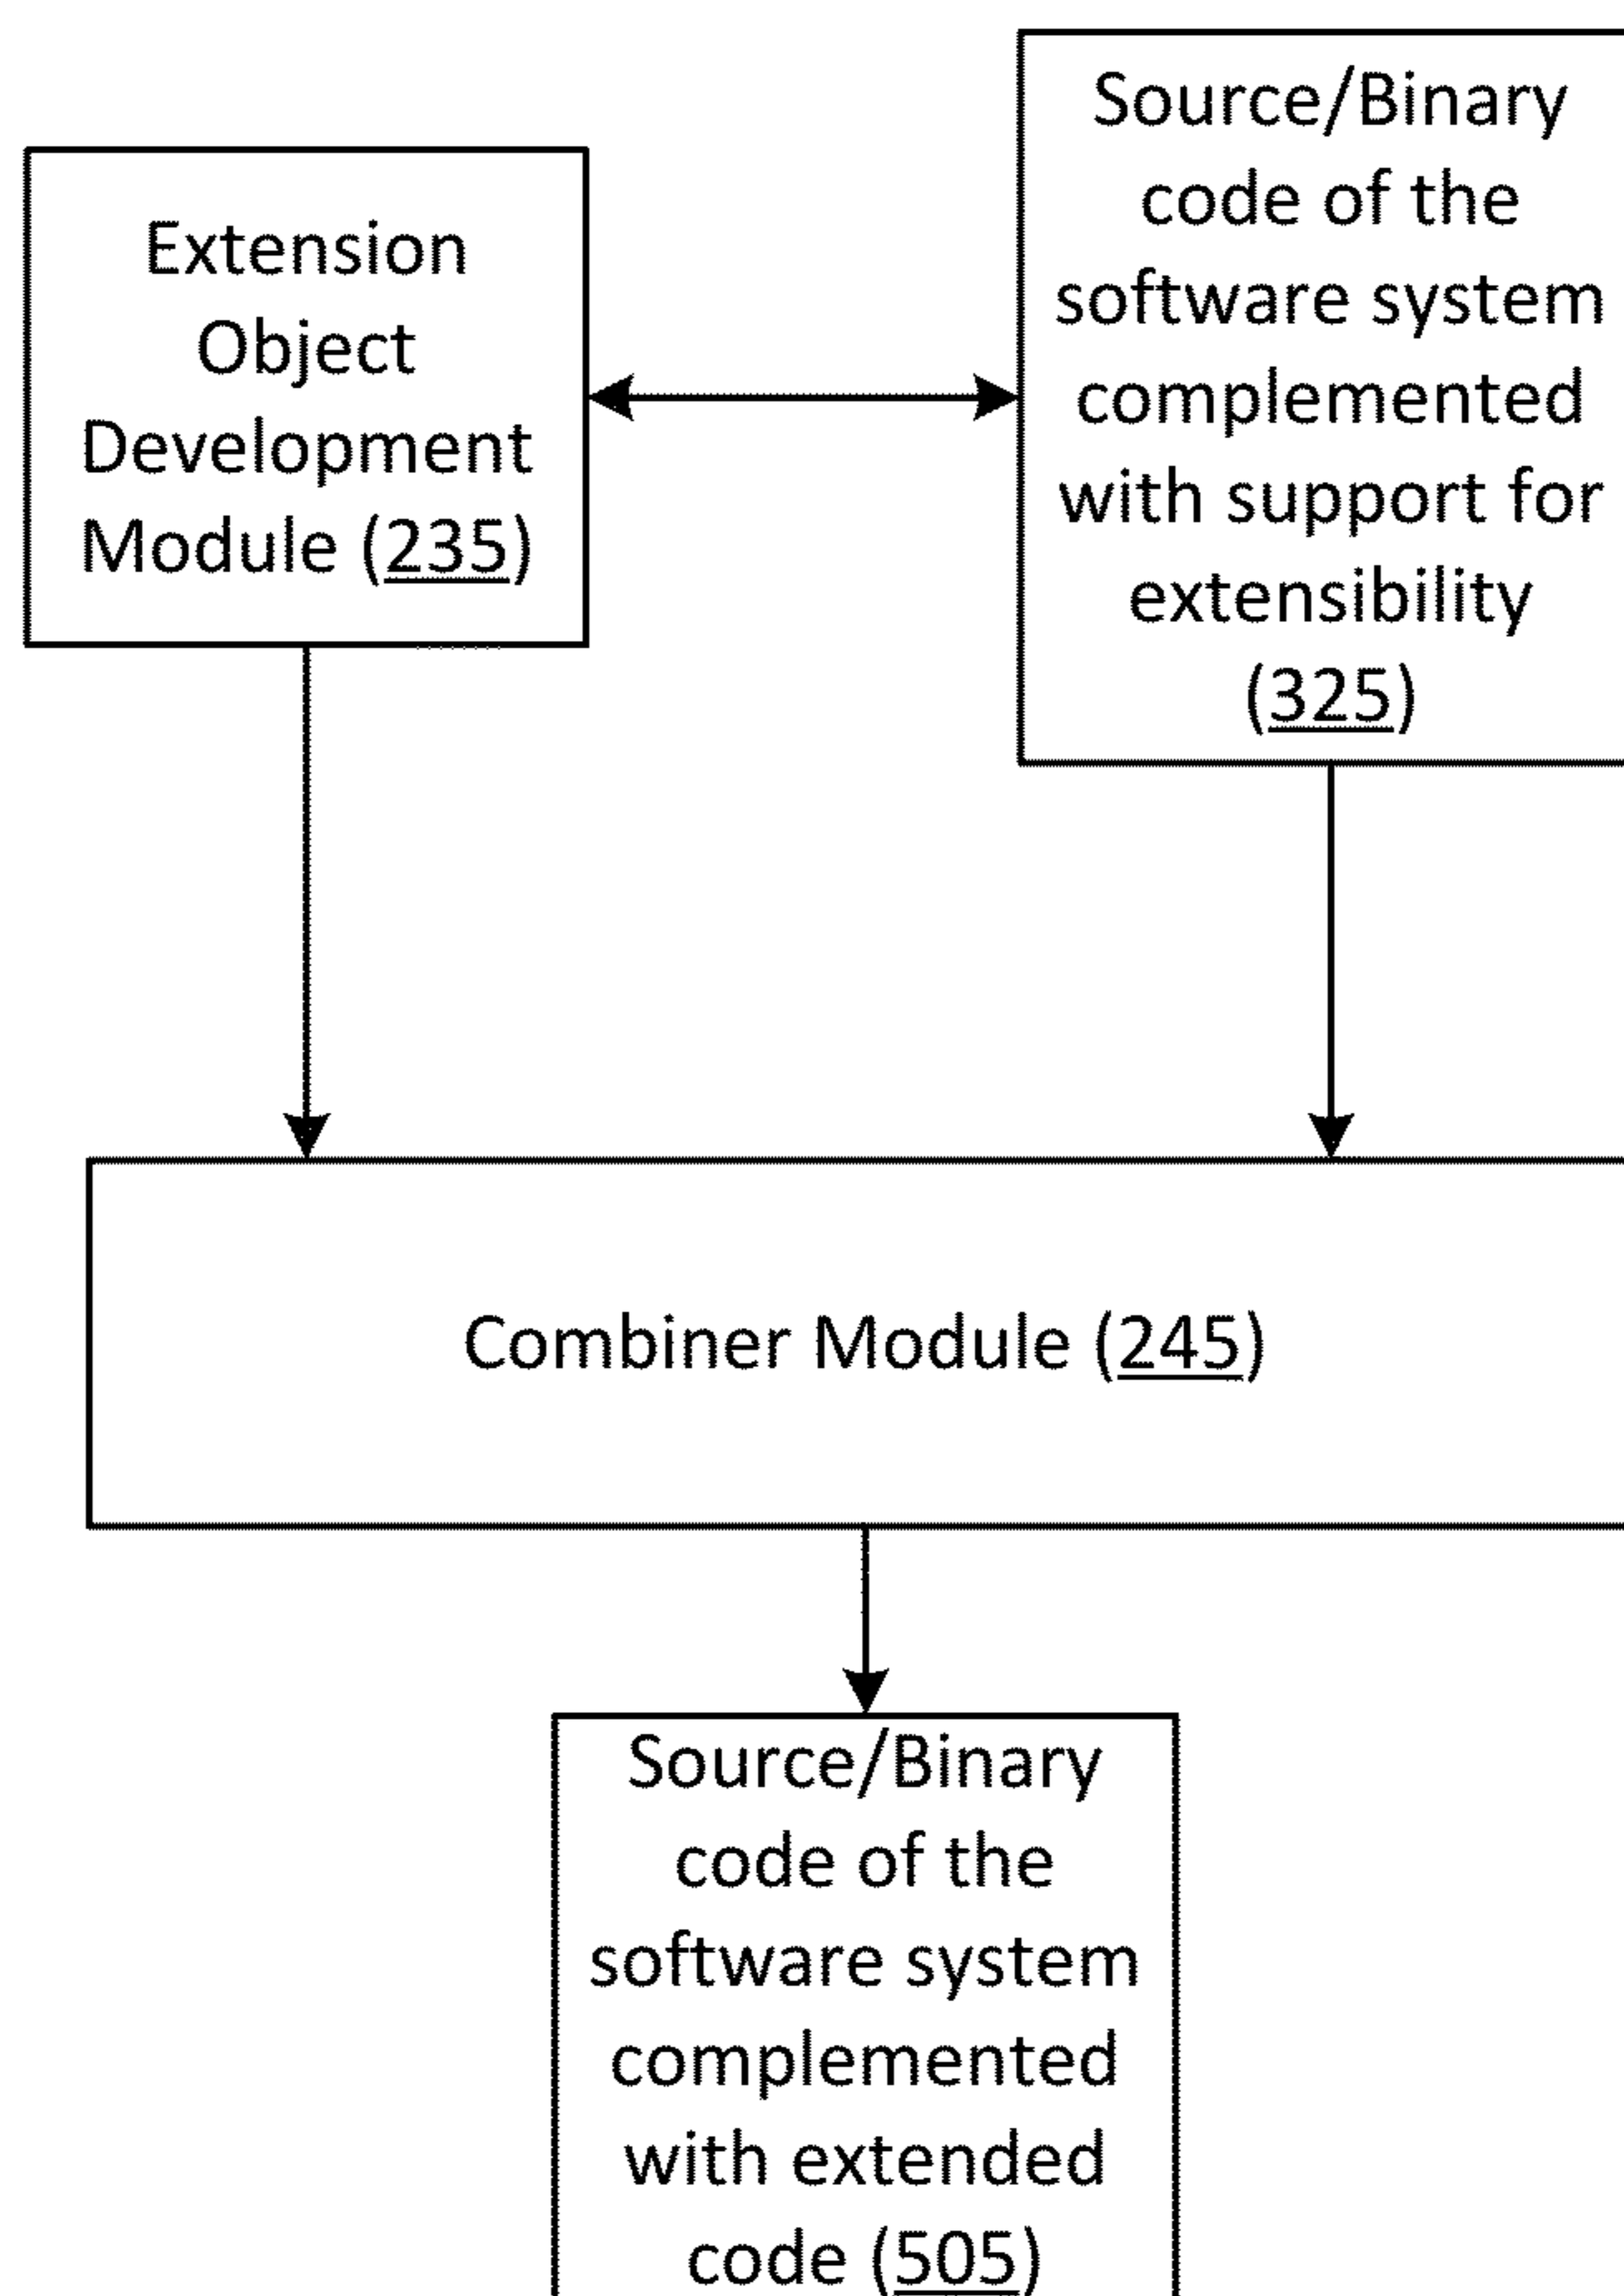 Extension
Object
Development
Module (235)
Source/Binary
code of the
software system
complemented
with support for
extensibility
(325)
Combiner Module (245)
Source/Binary
code of the
software system
complemented
with extended
code (505)